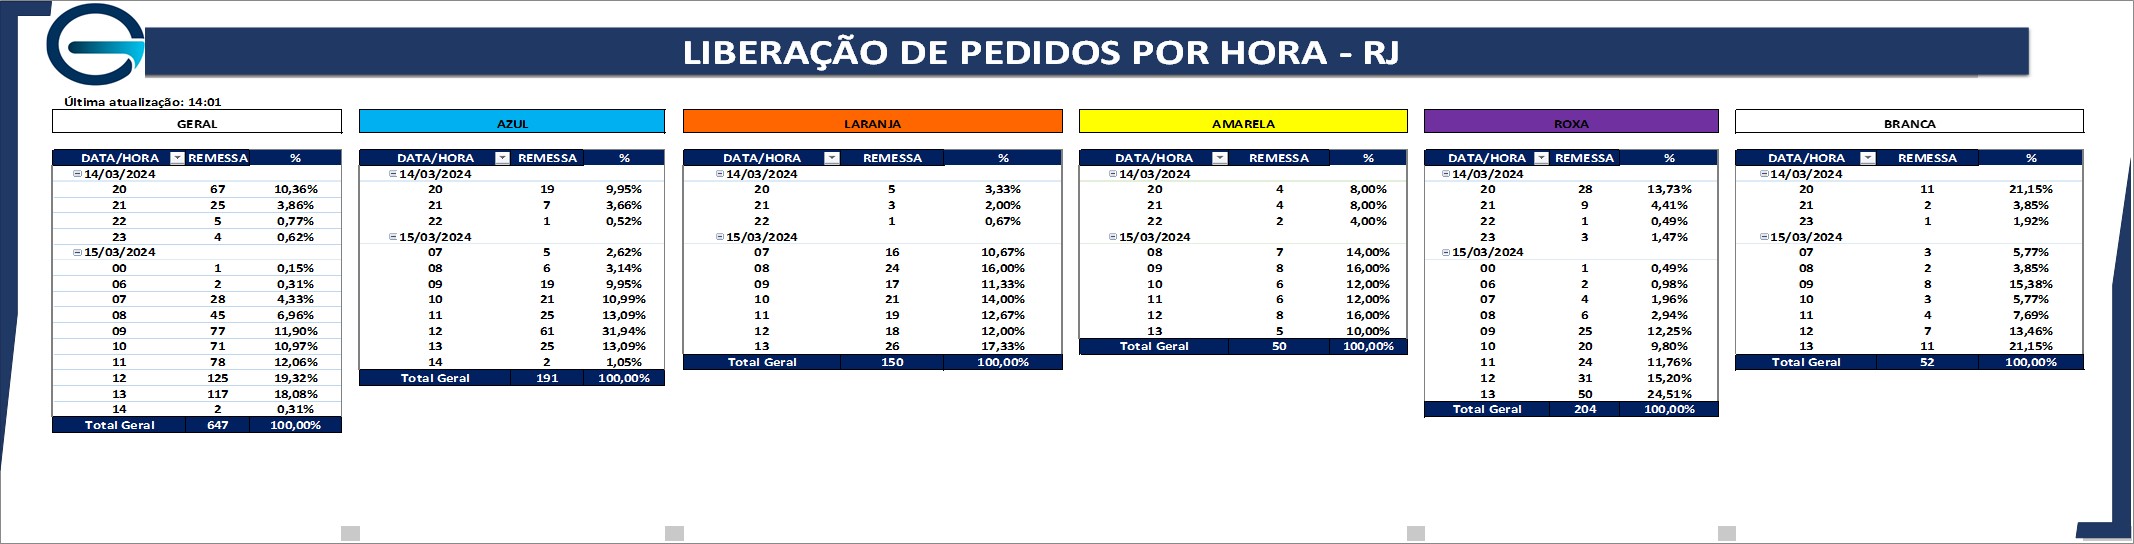 LIBERAÇÃO DE PEDIDOS POR HORA - RJ
Última atualização: 14:01
GERAL
DATA/HORA REMESSA %
14/03/2024
20 67 10,36%
21 25 3,86%
22 5 0,77%
23 4 0,62%
15/03/2024
00 1 0,15%
06 2 0,31%
07 28 4,33%
08 45 6,96%
09 77 11,90%
10 71 10,97%
11 78 12,06%
12 125 19,32%
13 117 18,08%
14 2 0,31%
Total Geral 647 100,00%
AZUL
DATA/HORA REMESSA %
14/03/2024
20 19 9,95%
21 7 3,66%
22 1 0,52%
15/03/2024
07 5 2,62%
08 6 3,14%
09 19 9,95%
10 21 10,99%
11 25 13,09%
12 61 31,94%
13 25 13,09%
14 2 1,05%
Total Geral 191 100,00%
LARANJA
DATA/HORA REMESSA %
14/03/2024
20 5 3,33%
21 3 2,00%
22 1 0,67%
15/03/2024
07 16 10,67%
08 24 16,00%
09 17 11,33%
10 21 14,00%
11 19 12,67%
12 18 12,00%
13 26 17,33%
Total Geral 150 100,00%
AMARELA
DATA/HORA REMESSA %
14/03/2024
20 4 8,00%
21 4 8,00%
22 2 4,00%
15/03/2024
08 7 14,00%
09 8 16,00%
10 6 12,00%
11 6 12,00%
12 8 16,00%
13 5 10,00%
Total Geral 50 100,00%
ROXA
DATA/HORA REMESSA %
14/03/2024
20 28 13,73%
21 9 4,41%
22 1 0,49%
23 3 1,47%
15/03/2024
00 1 0,49%
06 2 0,98%
07 4 1,96%
08 6 2,94%
09 25 12,25%
10 20 9,80%
11 24 11,76%
12 31 15,20%
13 50 24,51%
Total Geral 204 100,00%
BRANCA
DATA/HORA REMESSA %
14/03/2024
20 11 21,15%
21 2 3,85%
23 1 1,92%
15/03/2024
07 3 5,77%
08 2 3,85%
09 8 15,38%
10 3 5,77%
11 4 7,69%
12 7 13,46%
13 11 21,15%
Total Geral 52 100,00%